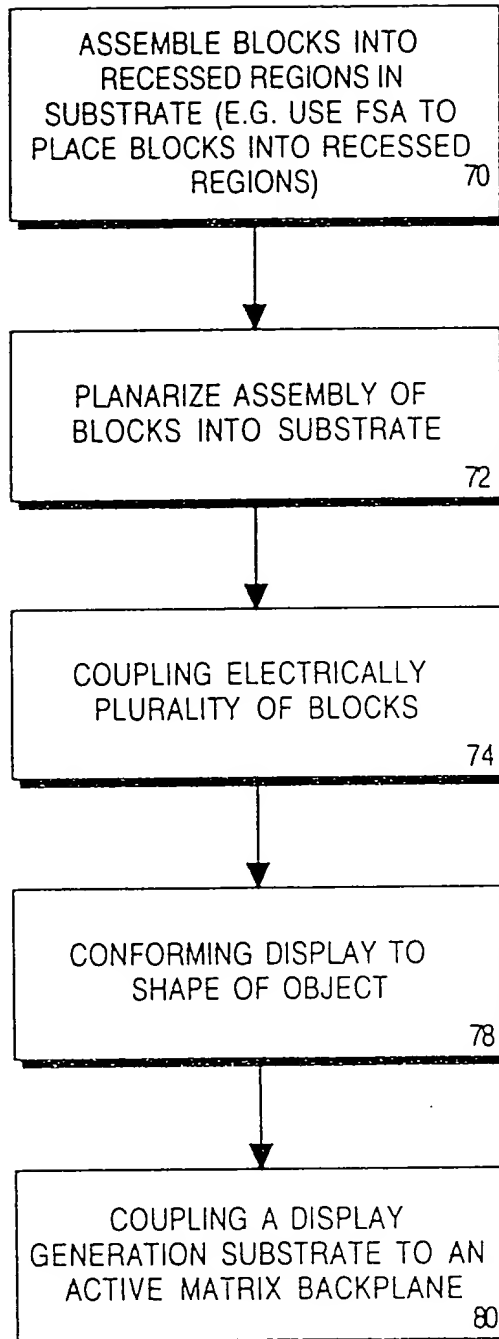 ASSEMBLE BLOCKS INTO
RECESSED REGIONS IN
SUBSTRATE (E.G. USE FSA TO
PLACE BLOCKS INTO RECESSED
REGIONS)
70
PLANARIZE ASSEMBLY OF
BLOCKS INTO SUBSTRATE
72
COUPLING ELECTRICALLY
PLURALITY OF BLOCKS
74
CONFORMING DISPLAY TO
SHAPE OF OBJECT
78
COUPLING A DISPLAY
GENERATION SUBSTRATE TO AN
ACTIVE MATRIX BACKPLANE
80